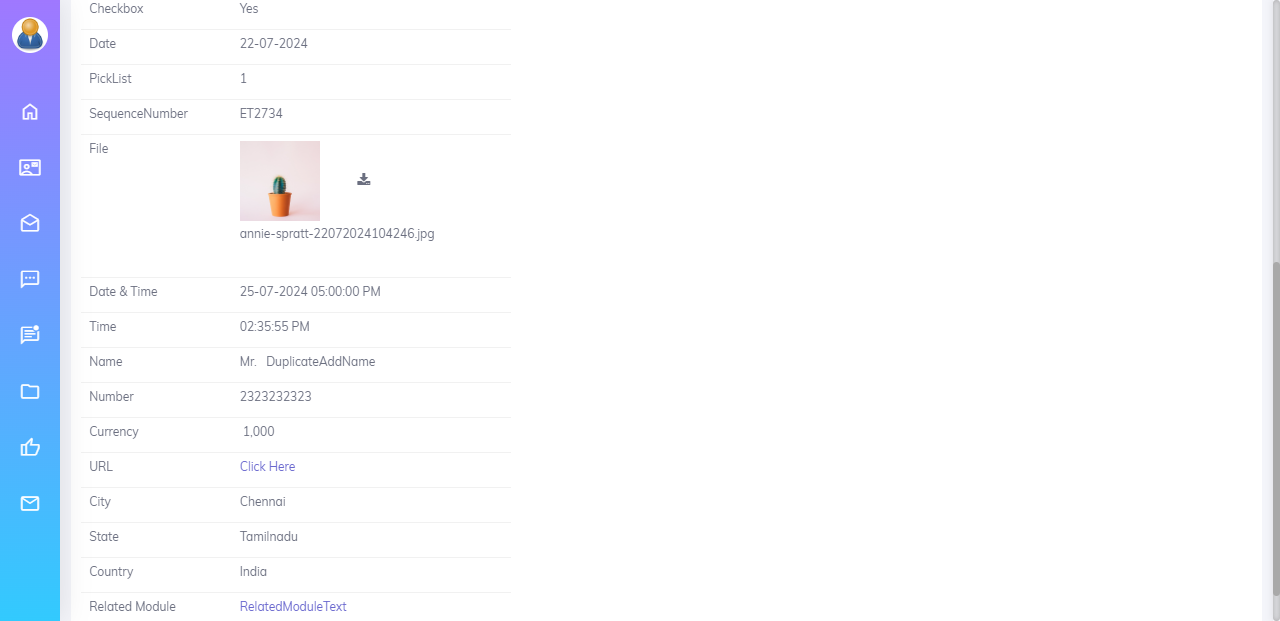 Checkbox Yes
Date 22-07-2024
PickList 1
SequenceNumber ET2734
File
annie-spratt-22072024104246.jpg
Date & Time 25-07-2024 05:00:00 PM
Time 02:35:55 PM
Name Mr. DuplicateAddName
Number 2323232323
Currency 1,000
URL Click Here
City Chennai
State Tamilnadu
Country India
Related Module RelatedModuleText